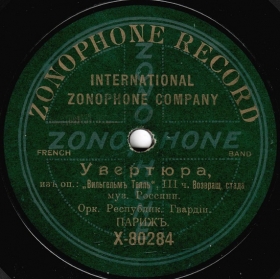 ZONOPHONE RECORD
INTERNATIONAL
ZONOPHONE COMPANY
ZONOPHONE
FRENCH BAND
Увертюра,
изъ оп.: „Вильгельмъ Телль", III ч. Возвращ. стада
муз. Россини.
Орк. Республик. Гвардіи
ПАРИЖЪ.
X-80284